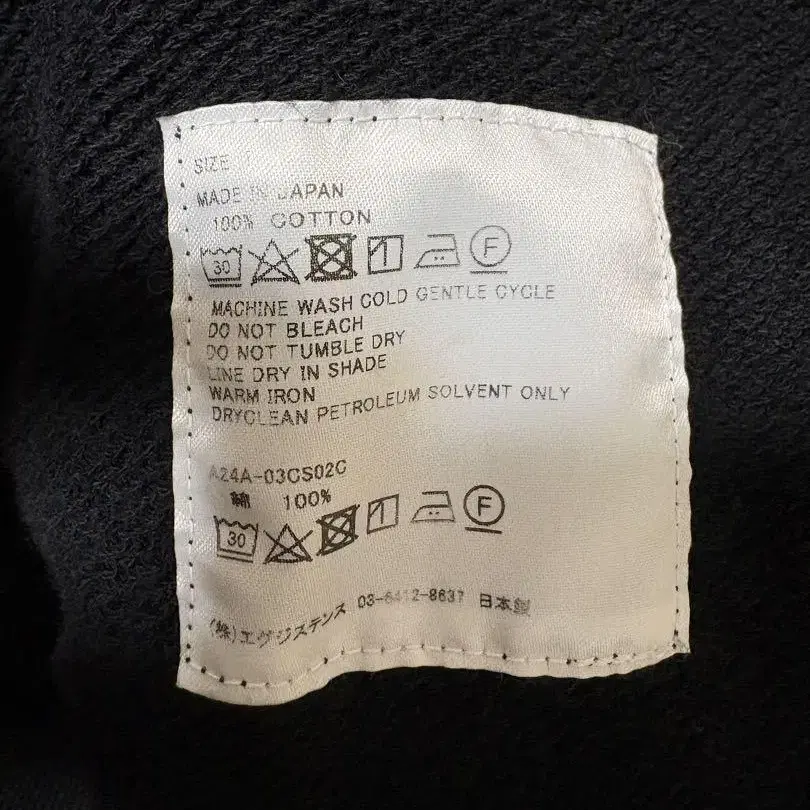 SIZE
MADE IN JAPAN
100% COTTON
30 F
MACHINE WASH COLD GENTLE CYCLE
DO NOT BLEACH
DO NOT TUMBLE DRY
LINE DRY IN SHADE
WARM IRON
DRYCLEAN PETROLEUM SOLVENT ONLY
A24A-03CS02C
綿 100%
30 F
(株)エグジステンス 03-6412-8637 日本製